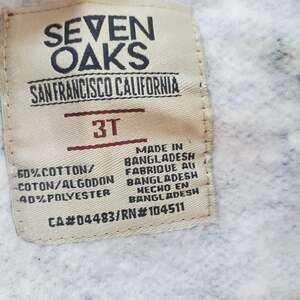 SEVEN
OAKS
SAN FRANCISCO CALIFORNIA
3T
60% COTTON/
COTON/ALGODON
40% POLYESTER
MADE IN
BANGLADESH
FABRIQUE AU
BANGLADESH
HECHO EN
BANGLADESH
CA#04483/RN#104511